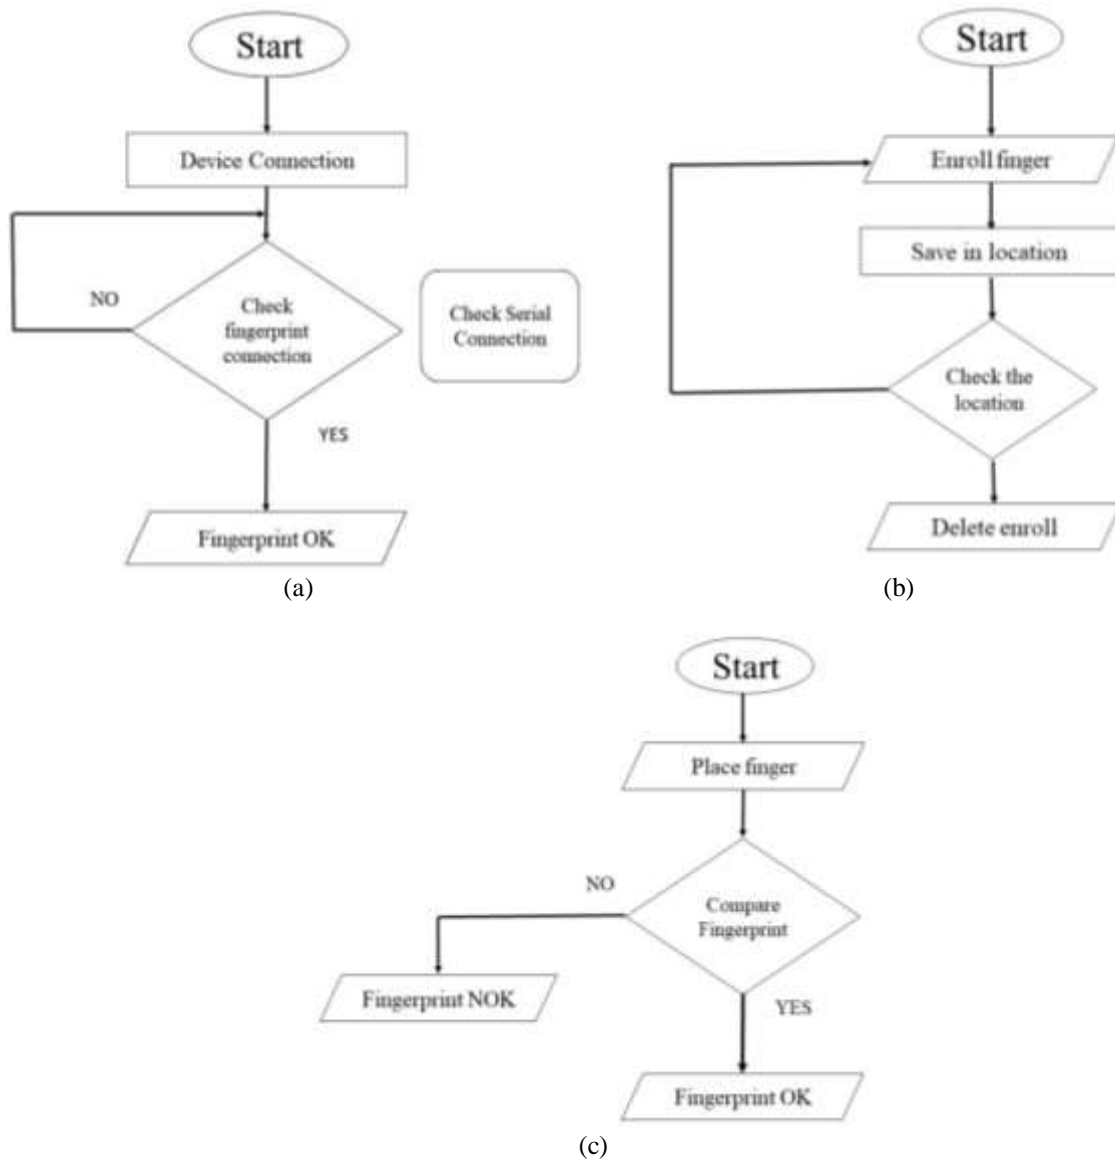 Start
Device Connection
NO
Check
fingerprint
connection
Check Serial
Connection
YES
Fingerprint OK
(a)
Start
Enroll finger
Save in location
Check the
location
Delete enroll
(b)
Start
Place finger
NO
Compare
Fingerprint
Fingerprint NOK
YES
Fingerprint OK
(c)